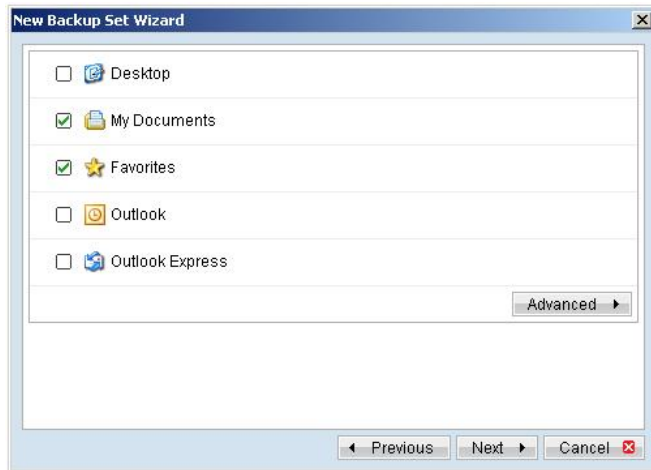 New Backup Set Wizard
Desktop
My Documents
Favorites
Outlook
Outlook Express
Advanced
Previous Next Cancel